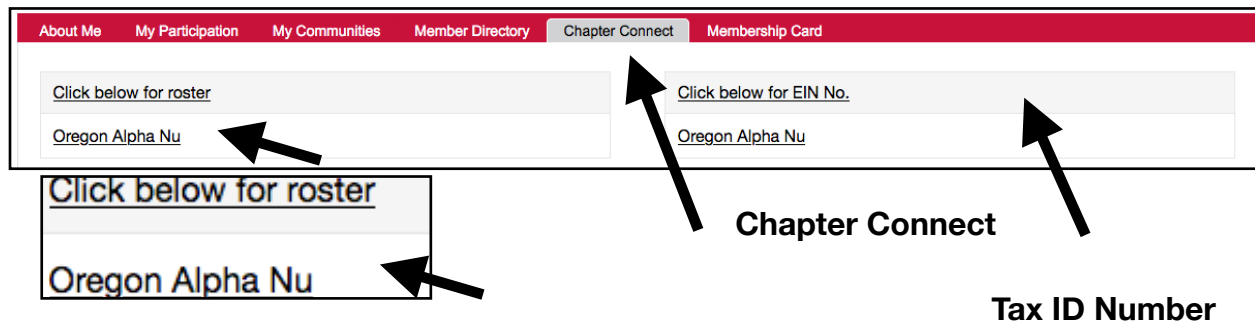 About Me My Participation My Communities Member Directory Chapter Connect Membership Card
Click below for roster Click below for EIN No.
Oregon Alpha Nu Oregon Alpha Nu
Click below for roster
Chapter Connect
Oregon Alpha Nu
Tax ID Number